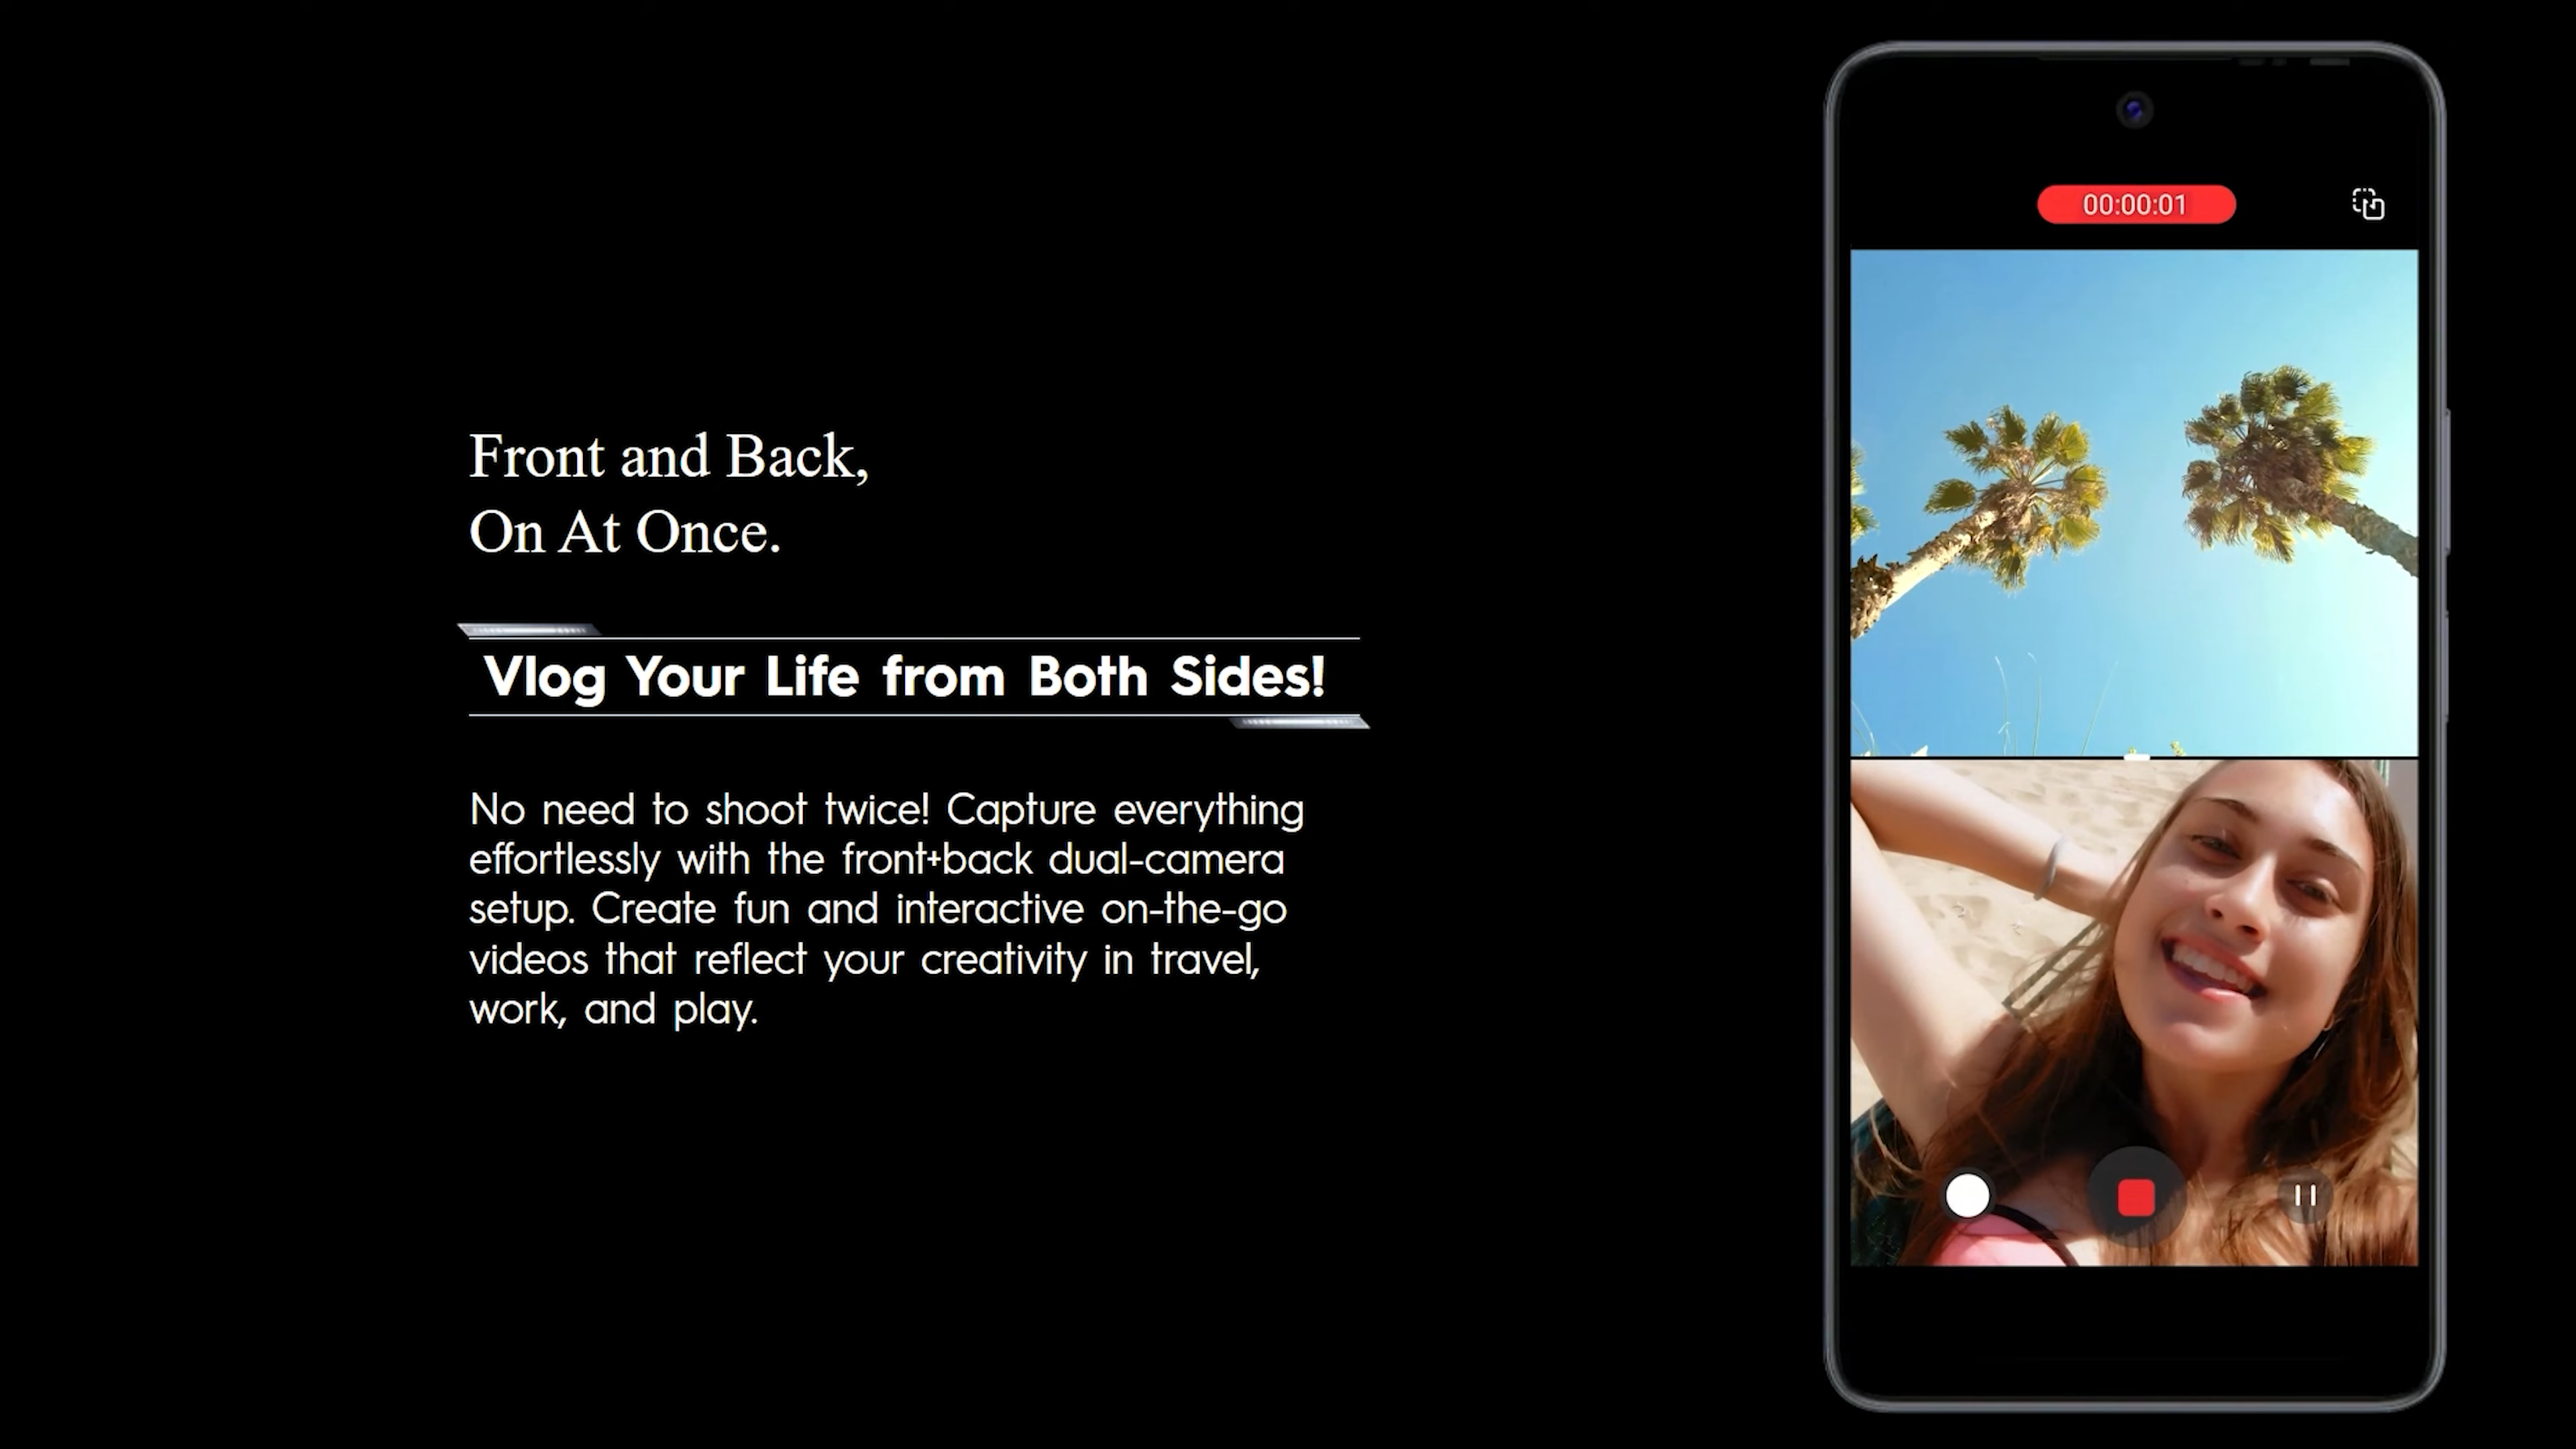 Front and Back,
On At Once.
Vlog Your Life from Both Sides!
No need to shoot twice! Capture everything
effortlessly with the front+back dual-camera
setup. Create fun and interactive on-the-go
videos that reflect your creativity in travel,
work, and play.
00:00:01